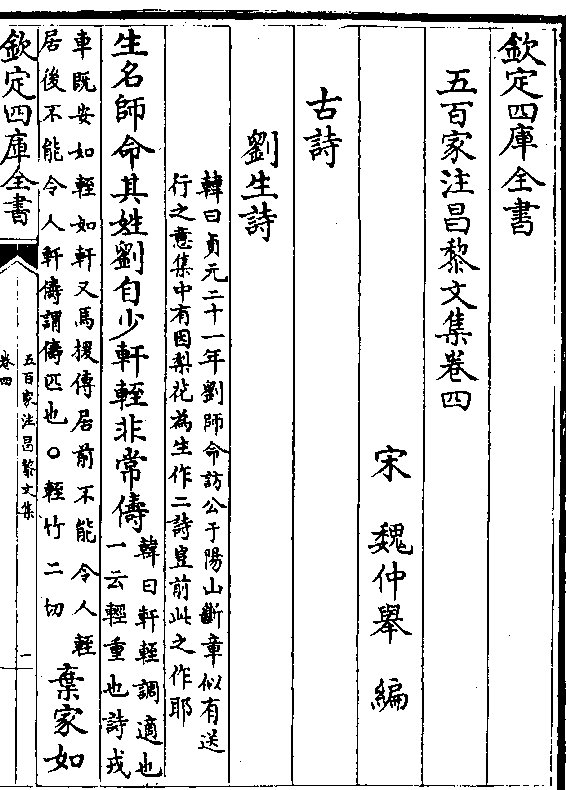 欽定四庫全書
五百家注昌黎文集卷四
宋 魏仲舉 編
古詩
劉生詩
韓曰貞元二十一年劉師命訪公于陽山斷章似有送
行之意集中有因梨花為生作二詩豈前此之作耶
生名師命其姓劉自少軒輊非常儔
韓曰軒輊調適也
一云輕重也詩戎
車既安如輊如軒又馬援傳居前不能令人輊
居後不能令人軒儔謂儔匹也○輊竹二切
棄家如
欽定四庫全書
五百家注昌黎文集
卷四
一